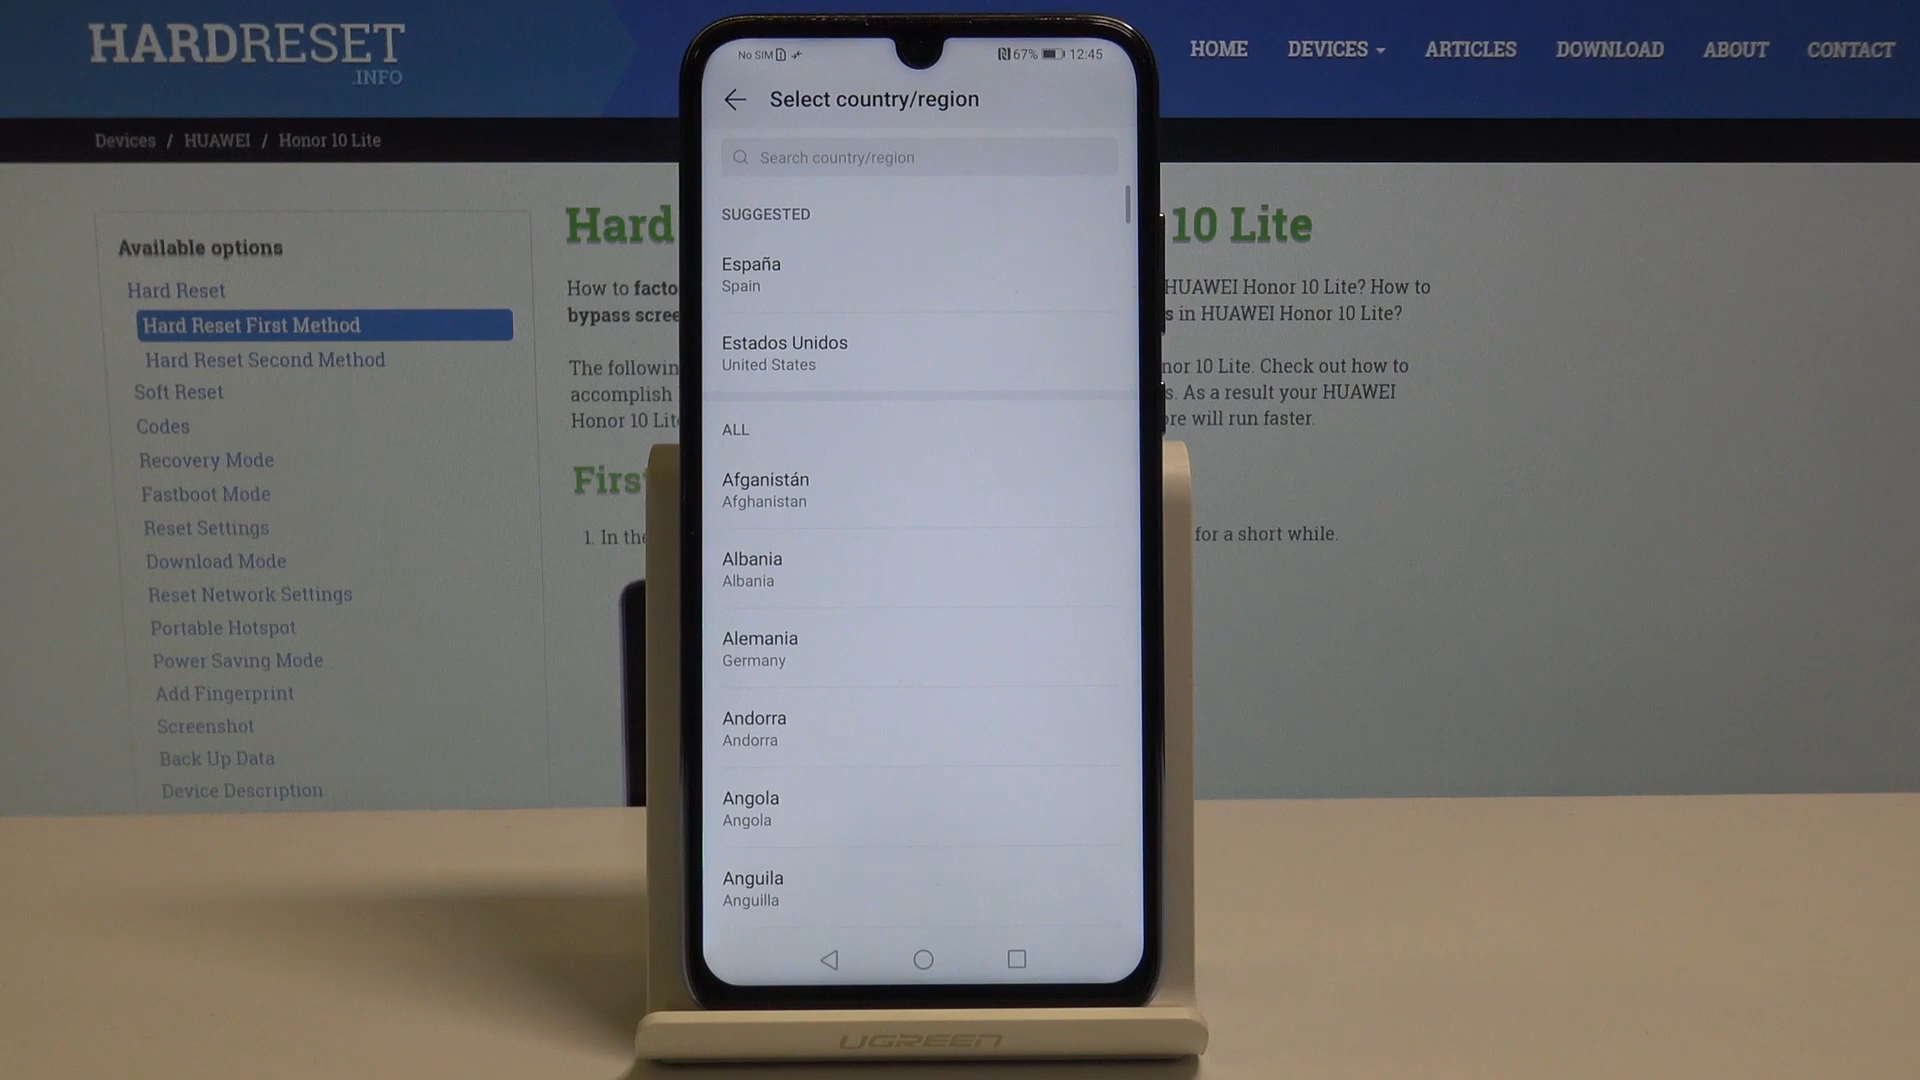 HARDRESET
.INFO
HOME DEVICES ARTICLES DOWNLOAD ABOUT CONTACT
Devices / HUAWEI / Honor 10 Lite
Available options
Hard Reset
Hard Reset First Method
Hard Reset Second Method
Soft Reset
Codes
Recovery Mode
Fastboot Mode
Reset Settings
Download Mode
Reset Network Settings
Portable Hotspot
Power Saving Mode
Add Fingerprint
Screenshot
Back Up Data
Device Description
Hard 10 Lite
How to facto HUAWEI Honor 10 Lite? How to
bypass scree s in HUAWEI Honor 10 Lite?
The followin nor 10 Lite. Check out how to
accomplish s. As a result your HUAWEI
Honor 10 Lit re will run faster.
Firs
1. In the for a short while.
No SIM 67% 12:45
Select country/region
Search country/region
SUGGESTED
España
Spain
Estados Unidos
United States
ALL
Afganistán
Afghanistan
Albania
Albania
Alemania
Germany
Andorra
Andorra
Angola
Angola
Anguila
Anguilla
UGREEN